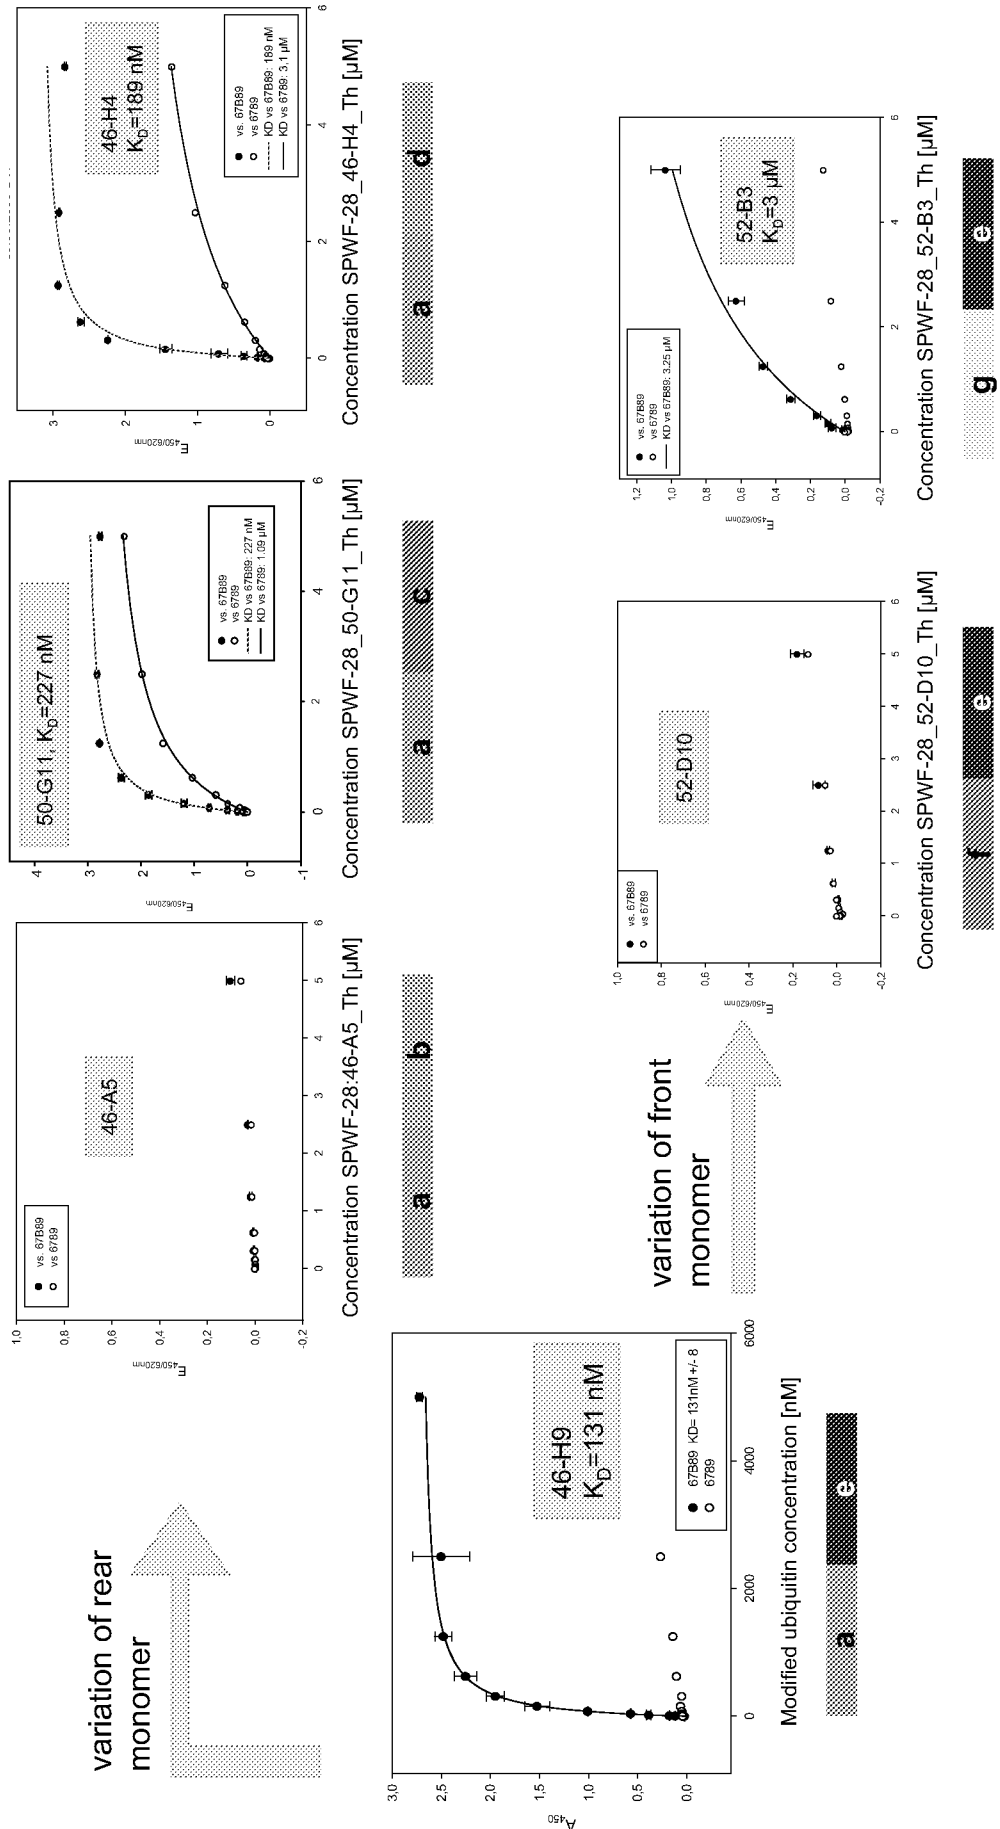 variation of rear
monomer
1,0
0,8
0,6
0,4
0,2
0,0
-0,2
E450/620nm
vs. 67B89
vs 6789
46-A5
0
1
2
3
4
5
6
Concentration SPWF-28:46-A5_Th [µM]
a
b
4
3
2
1
0
-1
E450/620nm
50-G11, KD=227 nM
vs. 67B89
vs 6789
KD vs 67B89: 227 nM
KD vs 6789: 1.09 µM
0
2
4
6
Concentration SPWF-28_50-G11_Th [µM]
a
c
3
2
1
0
E450/620nm
46-H4
KD=189 nM
vs. 67B89
vs 6789
KD vs 67B89: 189 nM
KD vs 6789: 3,1 µM
0
2
4
6
Concentration SPWF-28_46-H4_Th [µM]
a
d
3,0
2,5
2,0
1,5
1,0
0,5
0,0
A450
46-H9
KD=131 nM
67B89 KD= 131nM +/- 8
6789
0
2000
4000
6000
Modified ubiquitin concentration [nM]
a
e
variation of front
monomer
1,0
0,8
0,6
0,4
0,2
0,0
-0,2
E450/620nm
vs. 67B89
vs 6789
52-D10
0
1
2
3
4
5
6
Concentration SPWF-28_52-D10_Th [µM]
f
e
1,2
1,0
0,8
0,6
0,4
0,2
0,0
-0,2
E450/620nm
vs. 67B89
vs 6789
KD vs 67B89: 3.25 µM
52-B3
KD=3 µM
0
2
4
6
Concentration SPWF-28_52-B3_Th [µM]
g
e